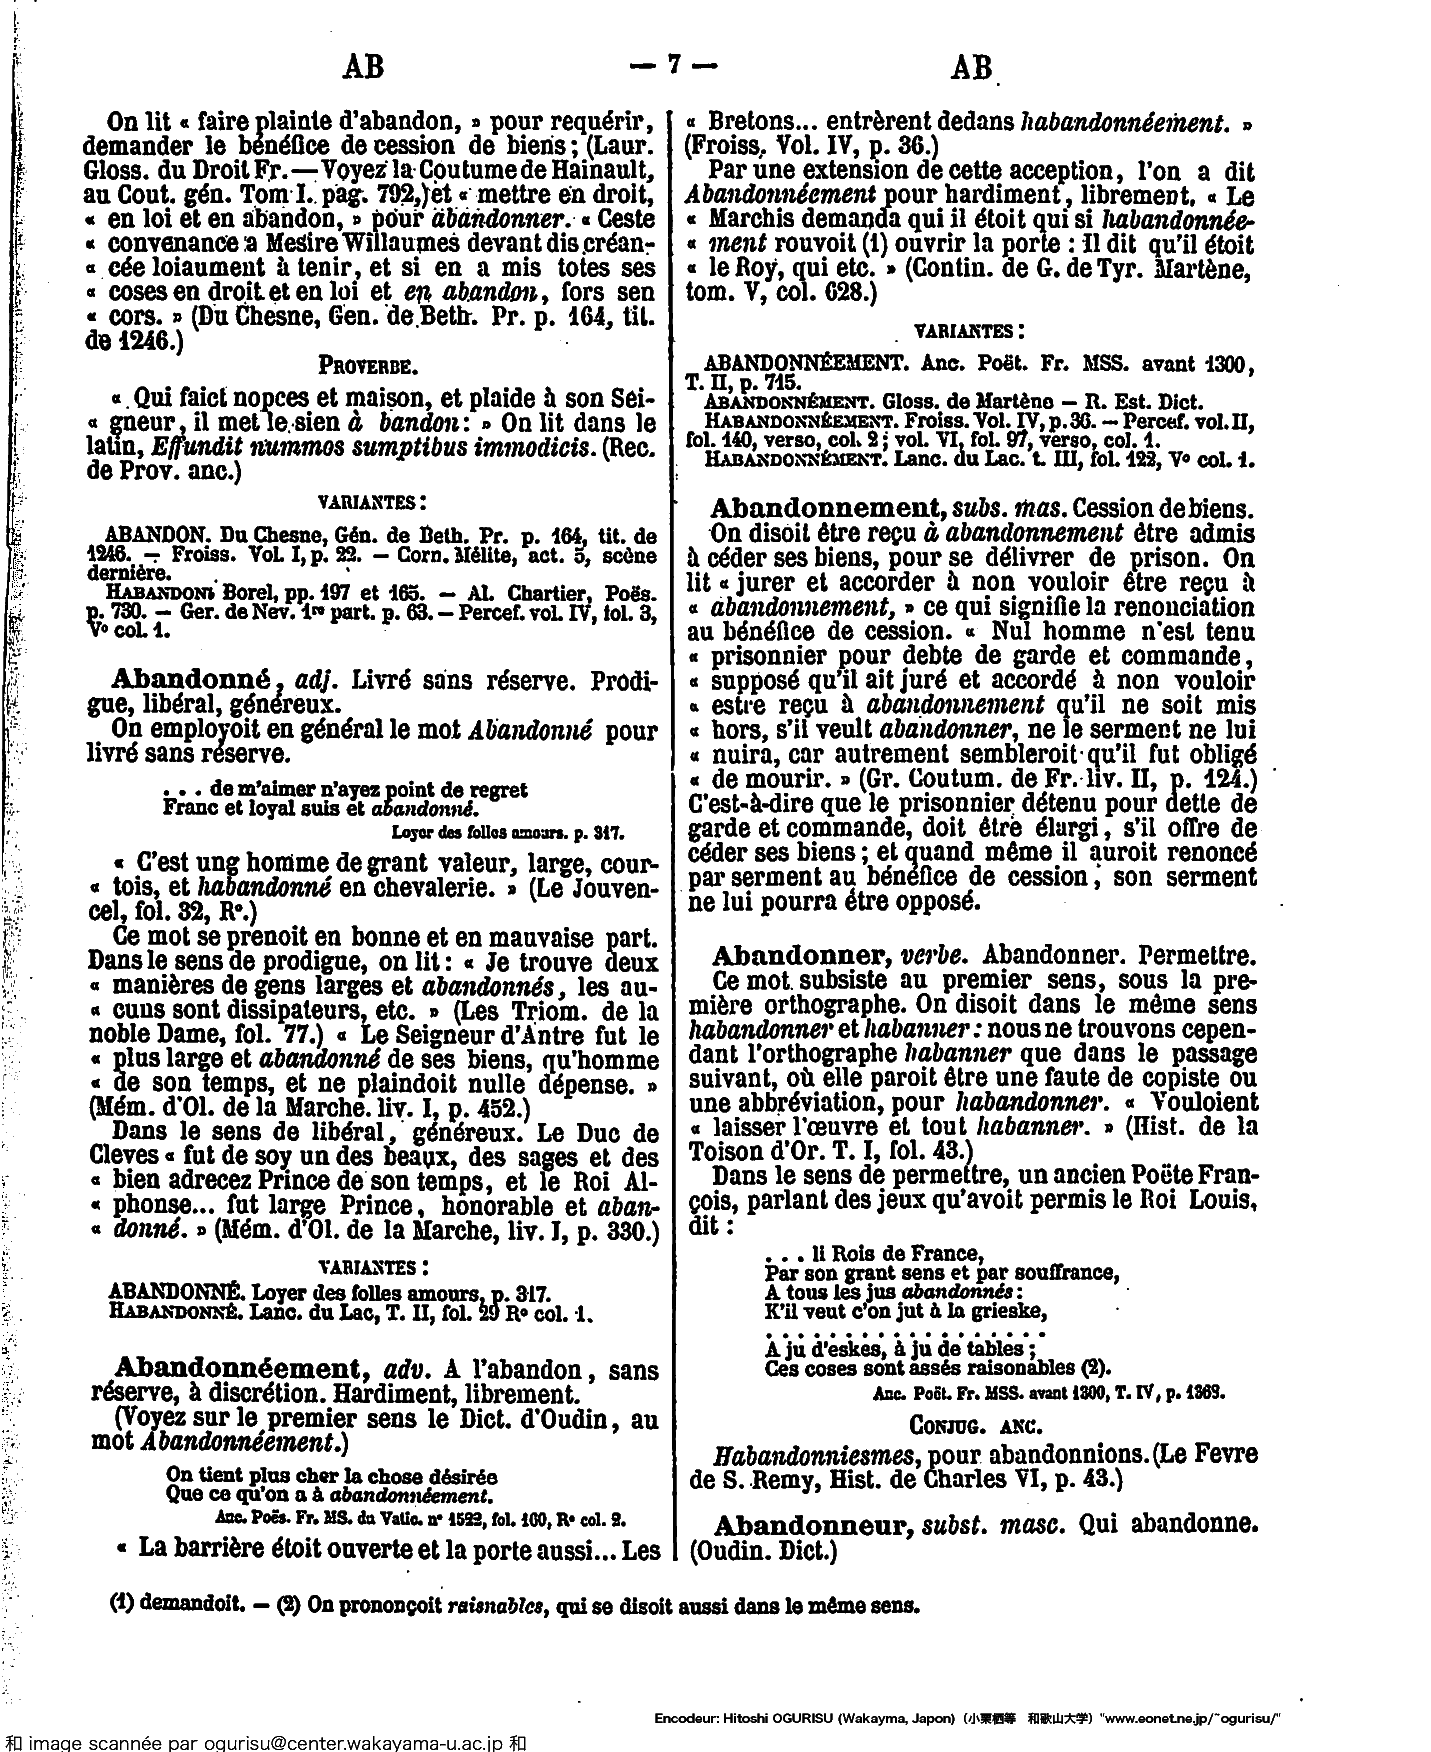 AB
— 7 —
AB
On lit « faire plainte d'abandon, » pour requérir,
demander le bénéfice de cession de biens ; (Laur.
Gloss. du Droit Fr. — Voyez la Coutume de Hainault,
au Cout. gén. Tom I. pag. 792,) et « mettre en droit,
« en loi et en abandon, » pour abandonner. « Ceste
« convenance a Mesire Willaumes devant dis créan-
« cée loiaument à tenir, et si en a mis totes ses
« coses en droit et en loi et en abandon, fors sen
« cors. » (Du Chesne, Gen. de Beth. Pr. p. 164, tit.
de 1246.)
PROVERBE.
« Qui faict nopces et maison, et plaide à son Sei-
« gneur, il met le sien à bandon : » On lit dans le
latin, Effundit nummos sumptibus immodicis. (Rec.
de Prov. anc.)
VARIANTES :
ABANDON. Du Chesne, Gén. de Beth. Pr. p. 164, tit. de
1246. — Froiss. Vol. I, p. 22. — Corn. Mélite, act. 5, scène
dernière.
HABANDONI Borel, pp. 197 et 165. — Al. Chartier, Poës.
p. 730. — Ger. de Nev. 1re part. p. 63. — Percef. vol. IV, fol. 3,
Vo col. 1.
Abandonné, adj. Livré sans réserve. Prodi-
gue, libéral, généreux.
On employoit en général le mot Abandonné pour
livré sans réserve.
. . . de m'aimer n'ayez point de regret
Franc et loyal suis et abandonné.
Loyer des folles amours. p. 317.
« C'est ung homme de grant valeur, large, cour-
« tois, et habandonné en chevalerie. » (Le Jouven-
cel, fol. 32, Ro.)
Ce mot se prenoit en bonne et en mauvaise part.
Dans le sens de prodigue, on lit : « Je trouve deux
« manières de gens larges et abandonnés, les au-
« cuns sont dissipateurs, etc. » (Les Triom. de la
noble Dame, fol. 77.) « Le Seigneur d'Antre fut le
« plus large et abandonné de ses biens, qu'homme
« de son temps, et ne plaindoit nulle dépense. »
(Mém. d'Ol. de la Marche. liv. I, p. 452.)
Dans le sens de libéral, généreux. Le Duc de
Cleves « fut de soy un des beaux, des sages et des
« bien adrecez Prince de son temps, et le Roi Al-
« phonse... fut large Prince, honorable et aban-
« donné. » (Mém. d'Ol. de la Marche, liv. I, p. 330.)
VARIANTES :
ABANDONNÉ. Loyer des folles amours, p. 317.
HABANDONNÉ. Lanc. du Lac, T. II, fol. 29 Ro col. 1.
Abandonnéement, adv. A l'abandon, sans
réserve, à discrétion. Hardiment, librement.
(Voyez sur le premier sens le Dict. d'Oudin, au
mot Abandonnéement.)
On tient plus cher la chose désirée
Que ce qu'on a à abandonnéement.
Anc. Poës. Fr. MS. du Vatic. no 1522, fol. 160, Ro col. 2.
« La barrière étoit ouverte et la porte aussi... Les
« Bretons... entrèrent dedans habandonnéement. »
(Froiss. Vol. IV, p. 36.)
Par une extension de cette acception, l'on a dit
Abandonnéement pour hardiment, librement. « Le
« Marchis demanda qui il étoit qui si habandonnée-
« ment rouvoit (1) ouvrir la porte : Il dit qu'il étoit
« le Roy, qui etc. » (Contin. de G. de Tyr. Martène,
tom. V, col. 628.)
VARIANTES :
ABANDONNÉEMENT. Anc. Poët. Fr. MSS. avant 1300,
T. II, p. 715.
ABANDONNÉMENT. Gloss. de Martène — R. Est. Dict.
HABANDONNÉEMENT. Froiss. Vol. IV, p. 36. — Percef. vol. II,
fol. 140, verso, col. 2 ; vol. VI, fol. 97, verso, col. 1.
HABANDONNÉMENT. Lanc. du Lac. t. III, fol. 122, Vo col. 1.
Abandonnement, subs. mas. Cession de biens.
On disoit être reçu à abandonnement être admis
à céder ses biens, pour se délivrer de prison. On
lit « jurer et accorder à non vouloir être reçu à
« abandonnement, » ce qui signifie la renonciation
au bénéfice de cession. « Nul homme n'est tenu
« prisonnier pour debte de garde et commande,
« supposé qu'il ait juré et accordé à non vouloir
« estre reçu à abandonnement qu'il ne soit mis
« hors, s'il veult abandonner, ne le serment ne lui
« nuira, car autrement sembleroit qu'il fut obligé
« de mourir. » (Gr. Coutum. de Fr. liv. II, p. 124.)
C'est-à-dire que le prisonnier détenu pour dette de
garde et commande, doit être élargi, s'il offre de
céder ses biens ; et quand même il auroit renoncé
par serment au bénéfice de cession ; son serment
ne lui pourra être opposé.
Abandonner, verbe. Abandonner. Permettre.
Ce mot subsiste au premier sens, sous la pre-
mière orthographe. On disoit dans le même sens
habandonner et habanner : nous ne trouvons cepen-
dant l'orthographe habanner que dans le passage
suivant, où elle paroit être une faute de copiste ou
une abbréviation, pour habandonner. « Vouloient
« laisser l'œuvre et tout habanner. » (Hist. de la
Toison d'Or. T. I, fol. 43.)
Dans le sens de permettre, un ancien Poëte Fran-
çois, parlant des jeux qu'avoit permis le Roi Louis,
dit :
. . . li Rois de France,
Par son grant sens et par souffrance,
A tous les jus abandonnés :
K'il veut c'on jut à la grieske,
. . . . . . . . . . . . . . . . . .
A ju d'eskes, à ju de tables ;
Ces coses sont assés raisonables (2).
Anc. Poët. Fr. MSS. avant 1300, T. IV, p. 1363.
CONJUG. ANC.
Habandonniesmes, pour abandonnions. (Le Fevre
de S. Remy, Hist. de Charles VI, p. 43.)
Abandonneur, subst. masc. Qui abandonne.
(Oudin. Dict.)
(1) demandoit. — (2) On prononçoit raisnables, qui se disoit aussi dans le même sens.
Encodeur: Hitoshi OGURISU (Wakayma, Japon) (小栗栖等 和歌山大学) "www.eonet.ne.jp/~ogurisu/"
和 image scannée par ogurisu@center.wakayama-u.ac.jp 和